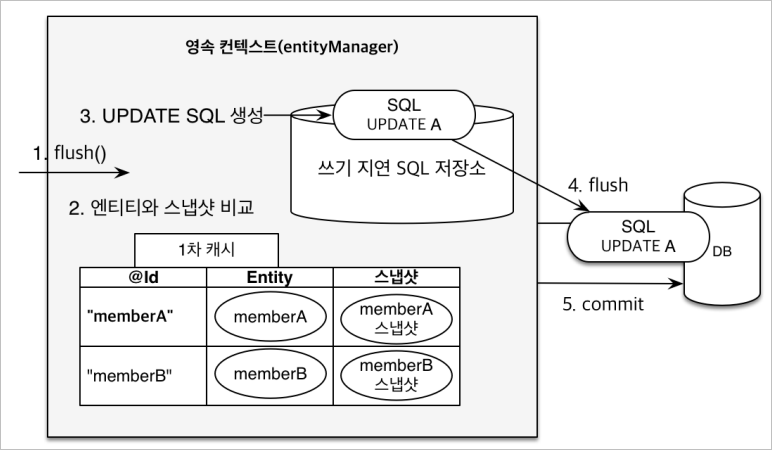 영속 컨텍스트(entityManager)
SQL
UPDATE A
3. UPDATE SQL 생성
쓰기 지연 SQL 저장소
1. flush()
4. flush
2. 엔티티와 스냅샷 비교
SQL
UPDATE A
DB
1차 캐시
@Id Entity 스냅샷
5. commit
"memberA" memberA memberA
스냅샷
"memberB" memberB memberB
스냅샷